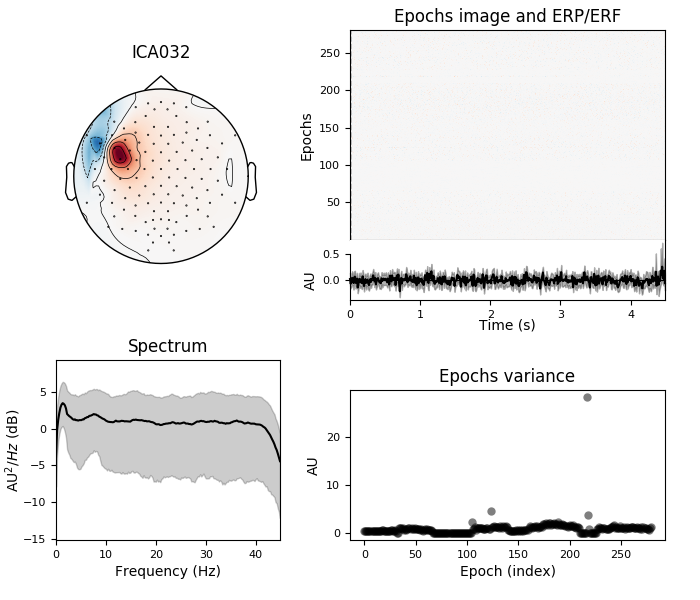 ICA032
Epochs image and ERP/ERF
Epochs
250
200
150
100
50
AU
0.5
0.0
0 1 2 3 4
Time (s)
Spectrum
AU²/Hz (dB)
5
0
−5
−10
−15
0 10 20 30 40
Frequency (Hz)
Epochs variance
AU
20
10
0
0 50 100 150 200 250
Epoch (index)